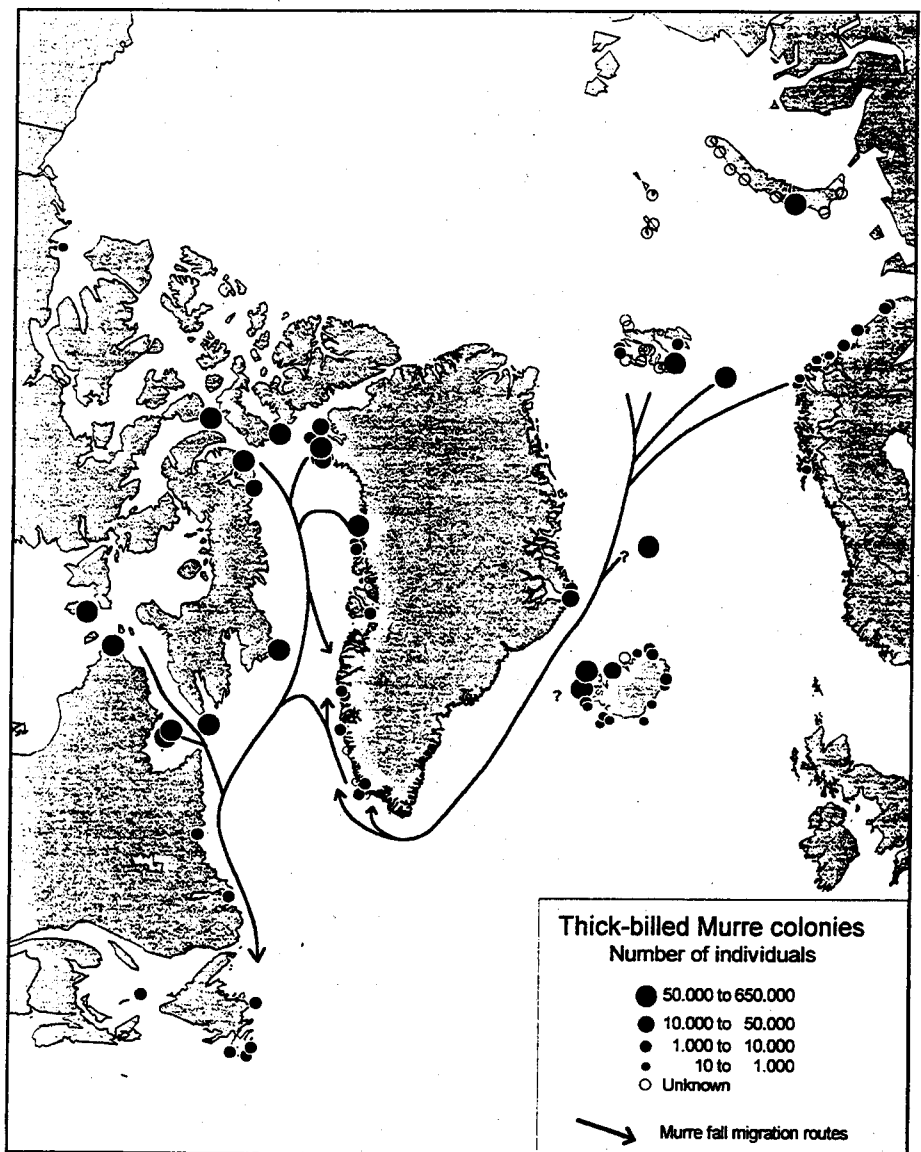 ?
?
Thick-billed Murre colonies
Number of individuals
50.000 to 650.000
10.000 to 50.000
1.000 to 10.000
10 to 1.000
Unknown
Murre fall migration routes